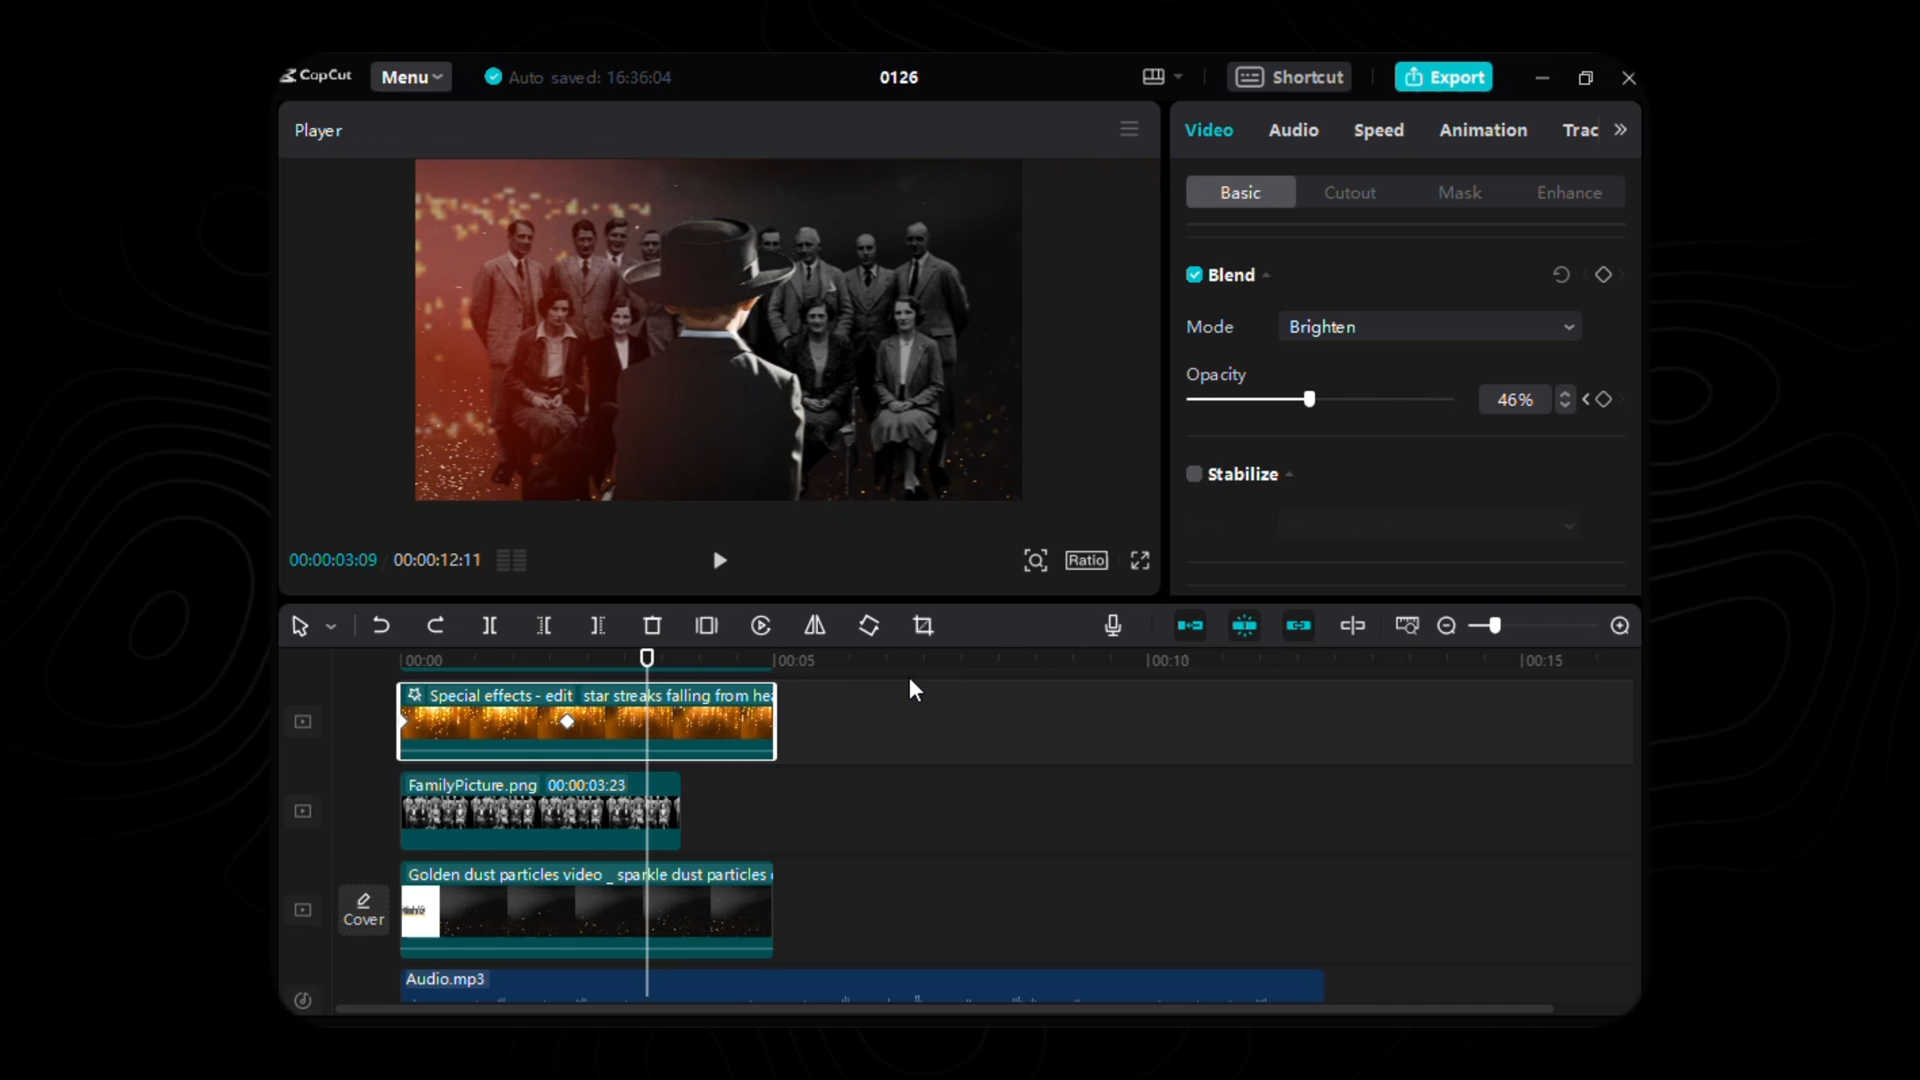 CapCut
Menu
Auto saved: 16:36:04
0126
Shortcut
Export
Player
Video
Audio
Speed
Animation
Trac
Basic
Cutout
Mask
Enhance
Blend
Mode
Brighten
Opacity
46%
Stabilize
00:00:03:09 / 00:00:12:11
Ratio
00:00
00:05
00:10
00:15
Special effects - edit star streaks falling from hea
FamilyPicture.png 00:00:03:23
Golden dust particles video _ sparkle dust particles
Cover
Audio.mp3